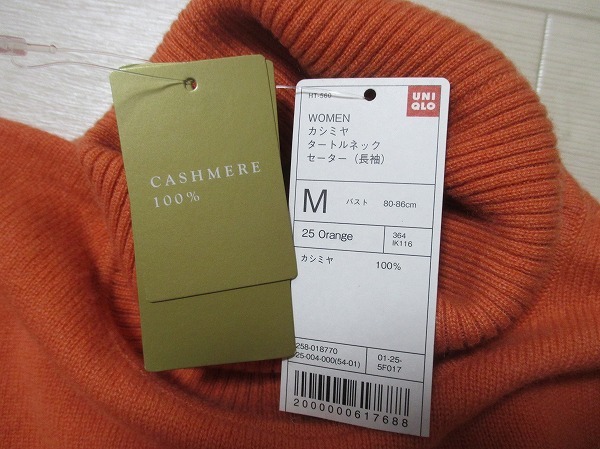 CASHMERE
100%
HT-560
UNI
QLO
WOMEN
カシミヤ
タートルネック
セーター（長袖）
M バスト 80-86cm
25 Orange 364
IK116
カシミヤ 100%
258-018770
25-004-000(54-01) 01-25-
5F017
2000000617688